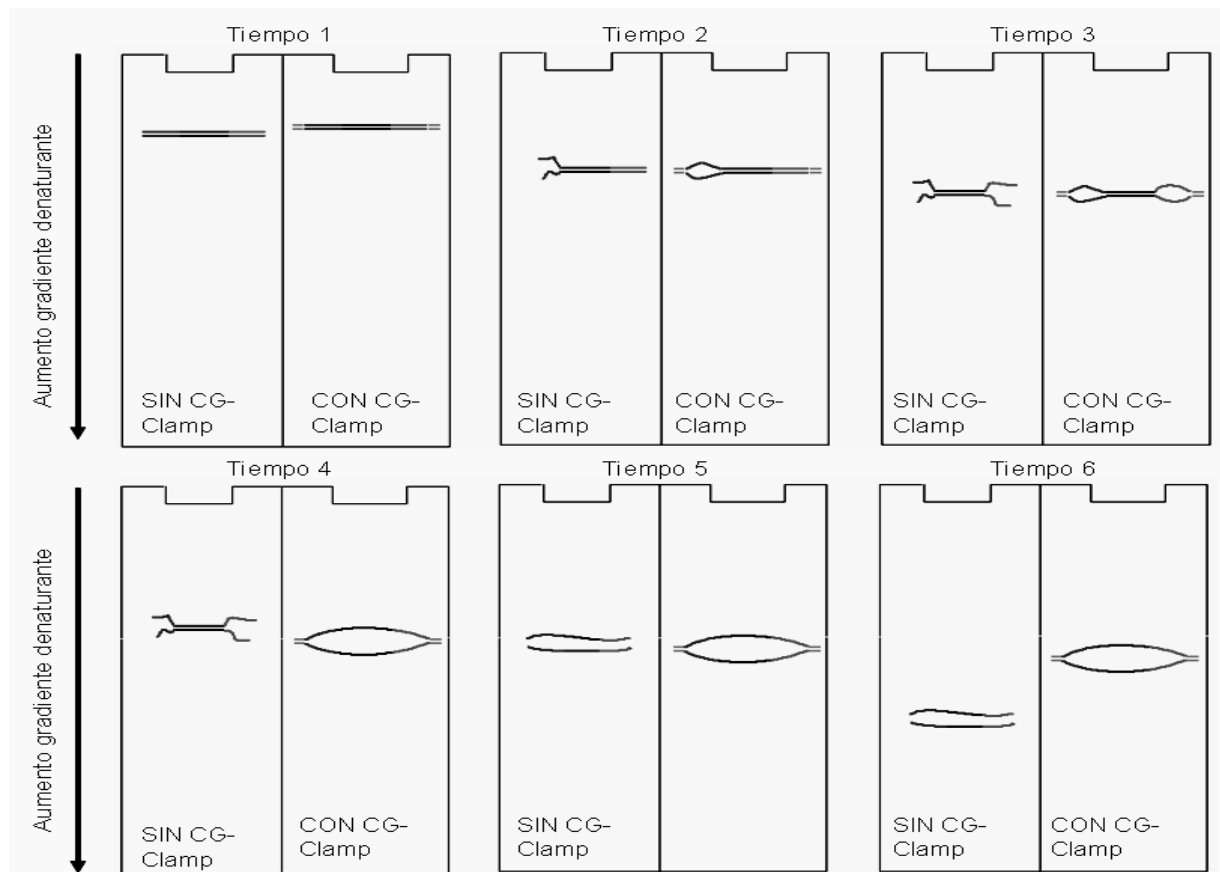 Tiempo 1
Tiempo 2
Tiempo 3
Aumento gradiente denaturante
SIN CG-
Clamp
CON CG-
Clamp
SIN CG-
Clamp
CON CG-
Clamp
SIN CG-
Clamp
CON CG-
Clamp
Tiempo 4
Tiempo 5
Tiempo 6
Aumento gradiente denaturante
SIN CG-
Clamp
CON CG-
Clamp
SIN CG-
Clamp
SIN CG-
Clamp
CON CG-
Clamp